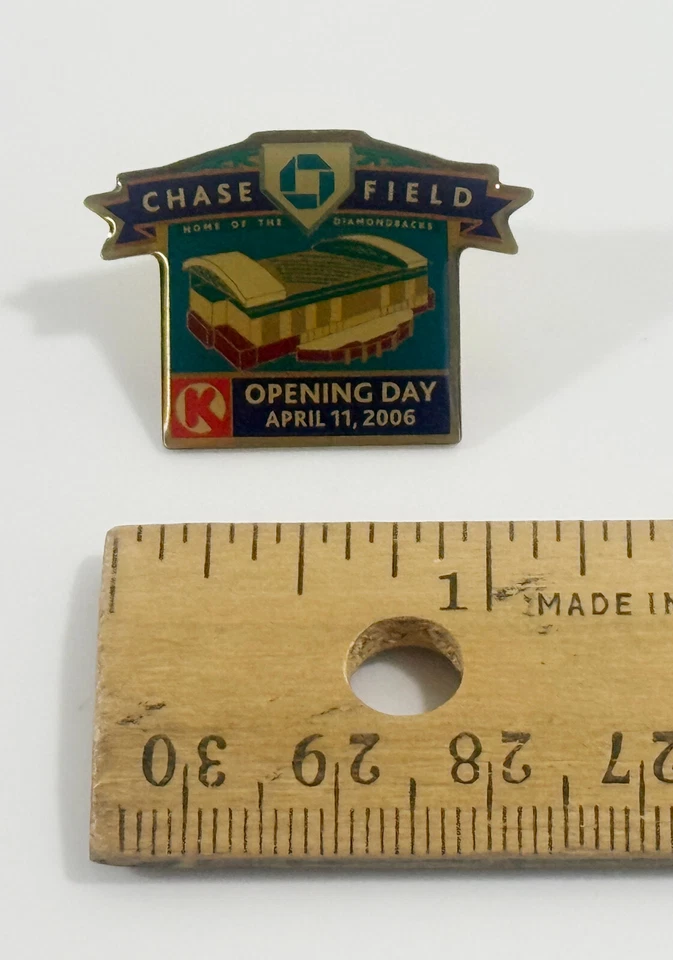 CHASE FIELD
HOME OF THE DIAMONDBACKS
K
OPENING DAY
APRIL 11, 2006
1
MADE IN
30 29 28 27